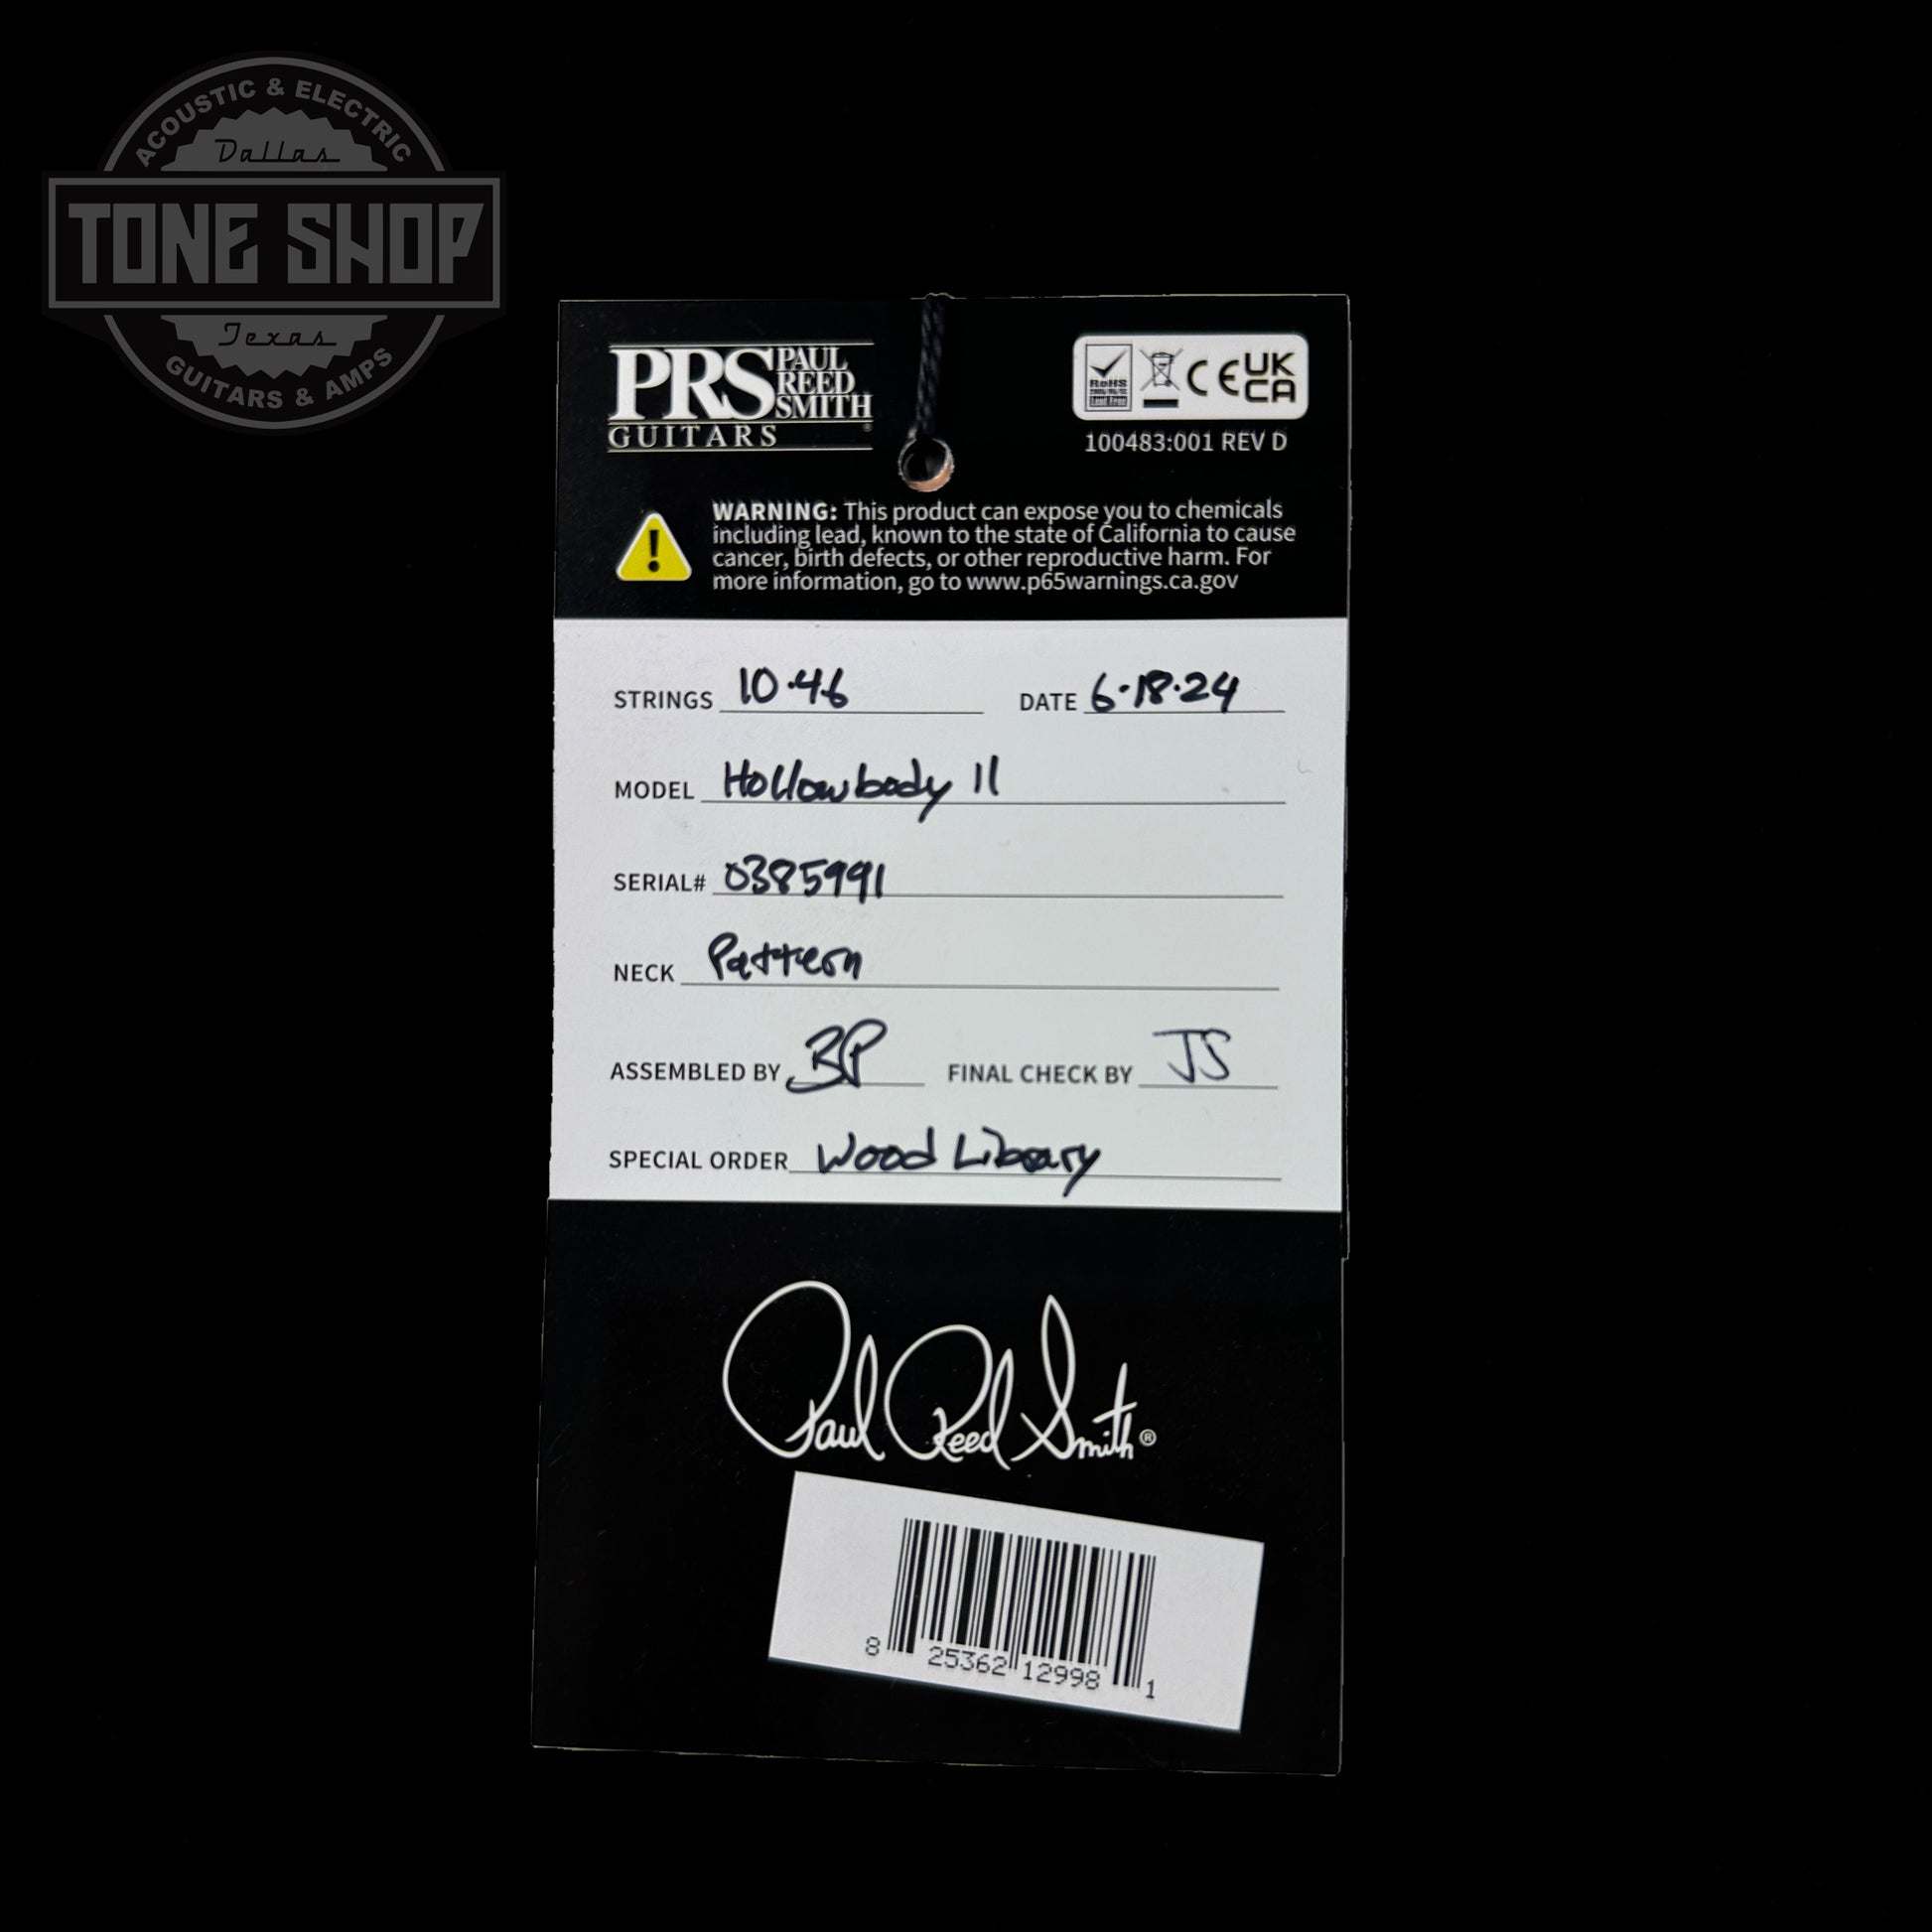 ACOUSTIC & ELECTRIC
Dallas
TONE SHOP
Texas
GUITARS & AMPS
PRS PAUL REED SMITH
GUITARS
RoHS
Lead Free
CE UK CA
100483:001 REV D
WARNING: This product can expose you to chemicals
including lead, known to the state of California to cause
cancer, birth defects, or other reproductive harm. For
more information, go to www.p65warnings.ca.gov
STRINGS 10·46 DATE 6·18·24
MODEL Hollowbody II
SERIAL# 0385991
NECK Pattern
ASSEMBLED BY BP FINAL CHECK BY JS
SPECIAL ORDER Wood Library
Paul Reed Smith®
8 25362 12998 1